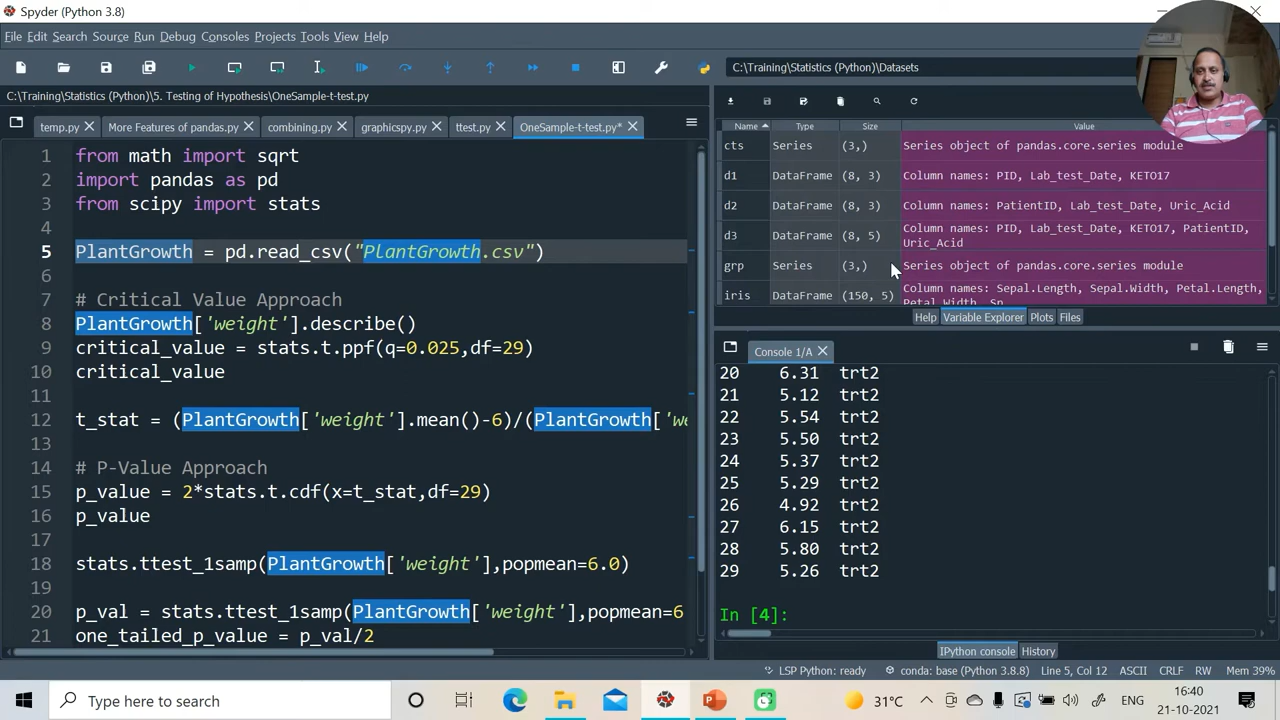 Spyder (Python 3.8)
File Edit Search Source Run Debug Consoles Projects Tools View Help
C:\Training\Statistics (Python)\Datasets
C:\Training\Statistics (Python)\5. Testing of Hypothesis\OneSample-t-test.py
temp.py More Features of pandas.py combining.py graphicspy.py ttest.py OneSample-t-test.py*
1 from math import sqrt
2 import pandas as pd
3 from scipy import stats
4
5 PlantGrowth = pd.read_csv("PlantGrowth.csv")
6
7 # Critical Value Approach
8 PlantGrowth['weight'].describe()
9 critical_value = stats.t.ppf(q=0.025,df=29)
10 critical_value
11
12 t_stat = (PlantGrowth['weight'].mean()-6)/(PlantGrowth['we
13
14 # P-Value Approach
15 p_value = 2*stats.t.cdf(x=t_stat,df=29)
16 p_value
17
18 stats.ttest_1samp(PlantGrowth['weight'],popmean=6.0)
19
20 p_val = stats.ttest_1samp(PlantGrowth['weight'],popmean=6
21 one_tailed_p_value = p_val/2
Name Type Size Value
cts Series (3,) Series object of pandas.core.series module
d1 DataFrame (8, 3) Column names: PID, Lab_test_Date, KETO17
d2 DataFrame (8, 3) Column names: PatientID, Lab_test_Date, Uric_Acid
d3 DataFrame (8, 5) Column names: PID, Lab_test_Date, KETO17, PatientID,
Uric_Acid
grp Series (3,) Series object of pandas.core.series module
iris DataFrame (150, 5) Column names: Sepal.Length, Sepal.Width, Petal.Length,
Petal.Width, Sp
Help Variable Explorer Plots Files
Console 1/A
20 6.31 trt2
21 5.12 trt2
22 5.54 trt2
23 5.50 trt2
24 5.37 trt2
25 5.29 trt2
26 4.92 trt2
27 6.15 trt2
28 5.80 trt2
29 5.26 trt2
In [4]:
IPython console History
LSP Python: ready conda: base (Python 3.8.8) Line 5, Col 12 ASCII CRLF RW Mem 39%
Type here to search
31°C ENG 16:40
21-10-2021